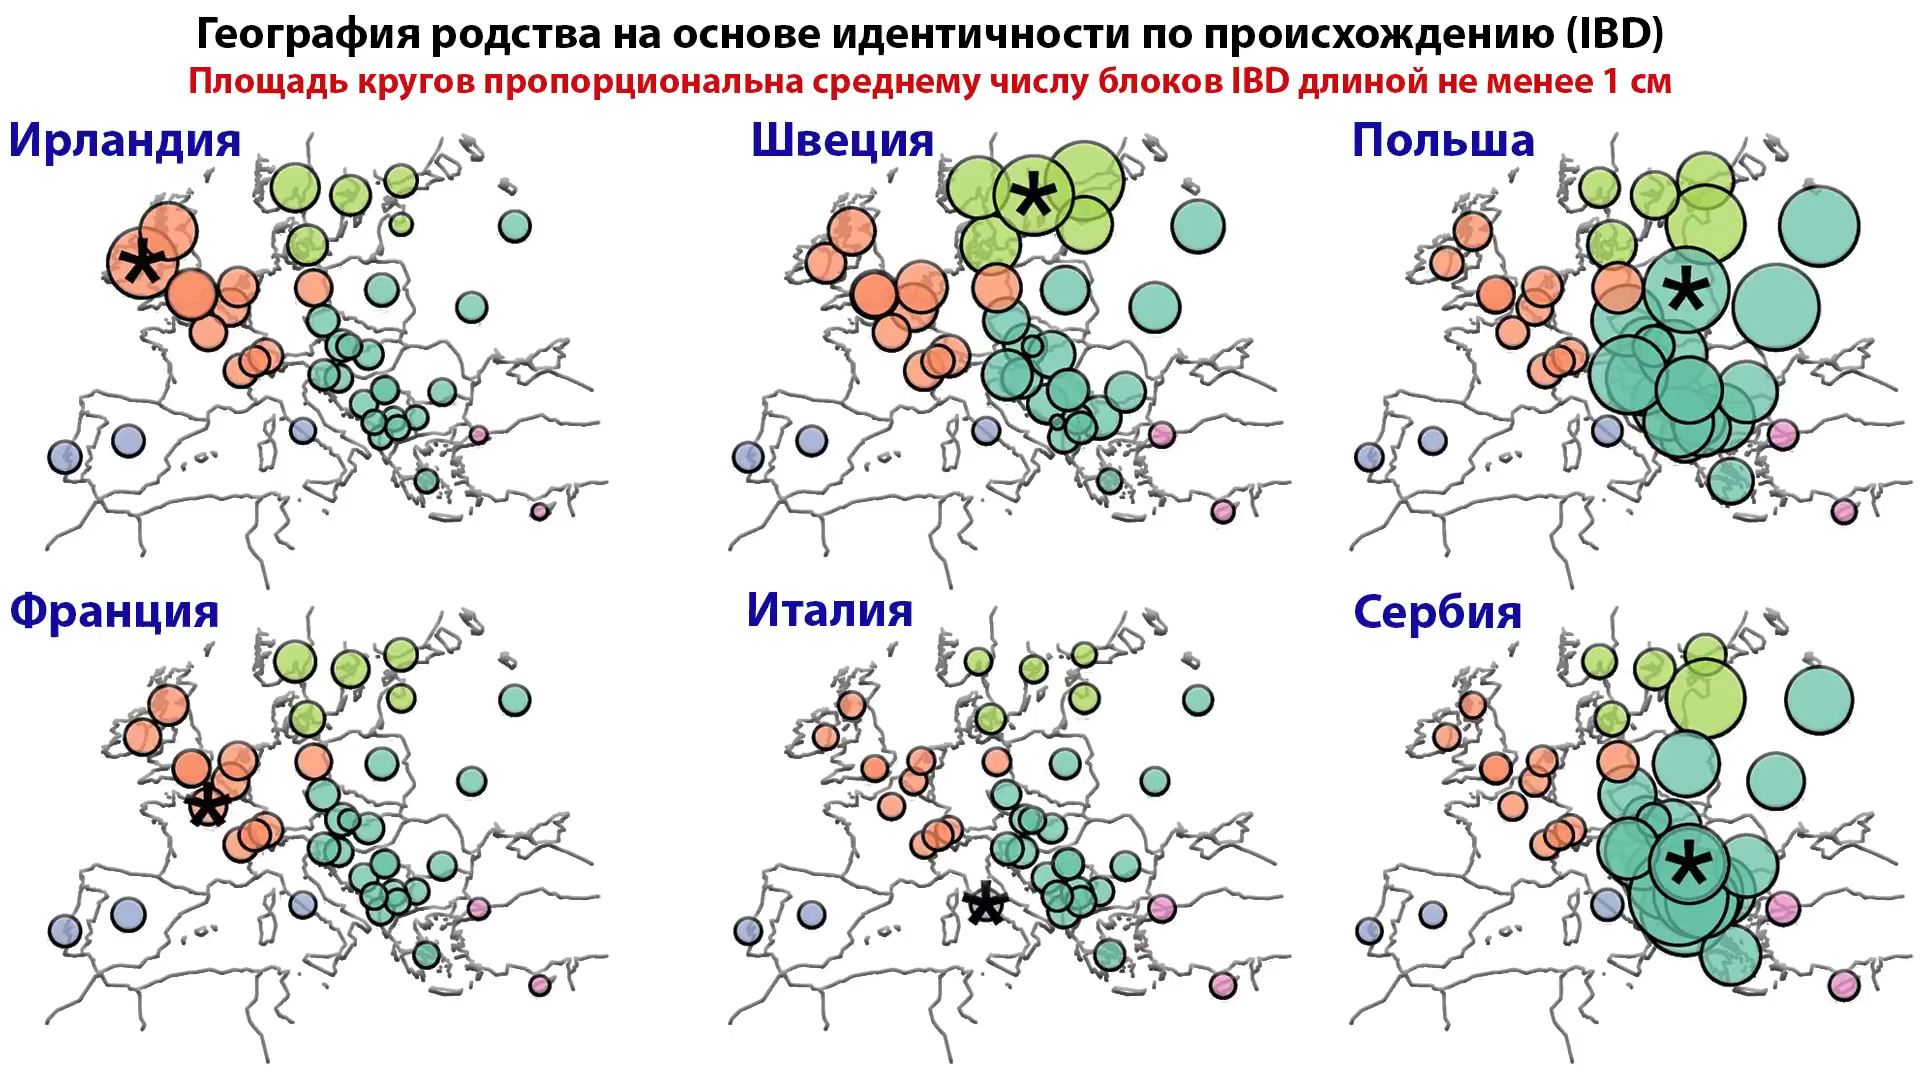 География родства на основе идентичности по происхождению (IBD)
Площадь кругов пропорциональна среднему числу блоков IBD длиной не менее 1 см
Ирландия
Швеция
Польша
Франция
Италия
Сербия